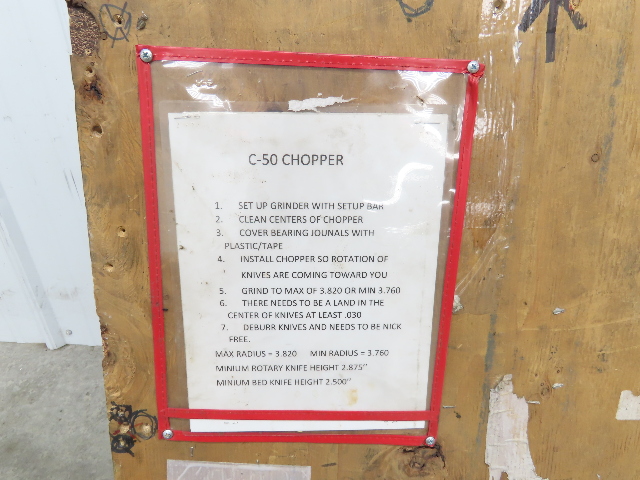 C-50 CHOPPER
1. SET UP GRINDER WITH SETUP BAR
2. CLEAN CENTERS OF CHOPPER
3. COVER BEARING JOUNALS WITH
PLASTIC/TAPE
4. INSTALL CHOPPER SO ROTATION OF
KNIVES ARE COMING TOWARD YOU
5. GRIND TO MAX OF 3.820 OR MIN 3.760
6. THERE NEEDS TO BE A LAND IN THE
CENTER OF KNIVES AT LEAST .030
7. DEBURR KNIVES AND NEEDS TO BE NICK
FREE.
MAX RADIUS = 3.820 MIN RADIUS = 3.760
MINIUM ROTARY KNIFE HEIGHT 2.875"
MINIUM BED KNIFE HEIGHT 2.500"